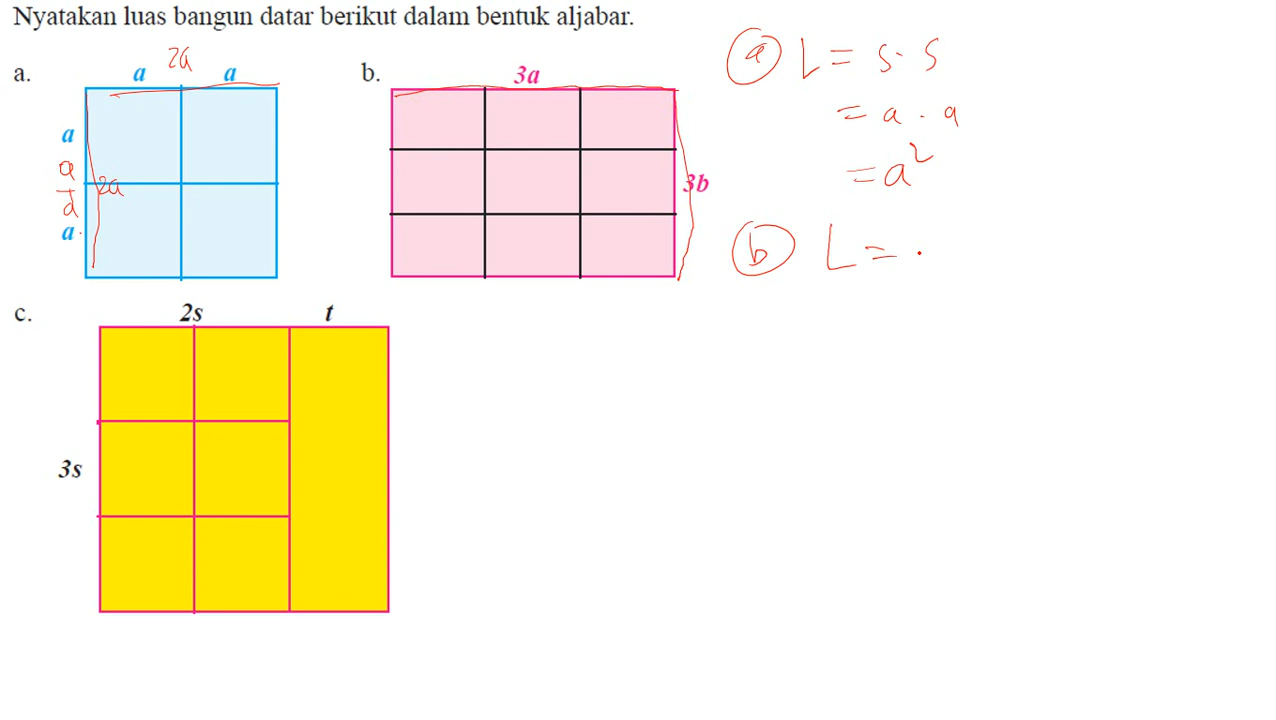 Nyatakan luas bangun datar berikut dalam bentuk aljabar.
a.
2a
a a
a
a
+
a
a
2a
b.
3a
3b
c.
2s t
3s
a L = s · s
= a · a
= a²
b L = ·